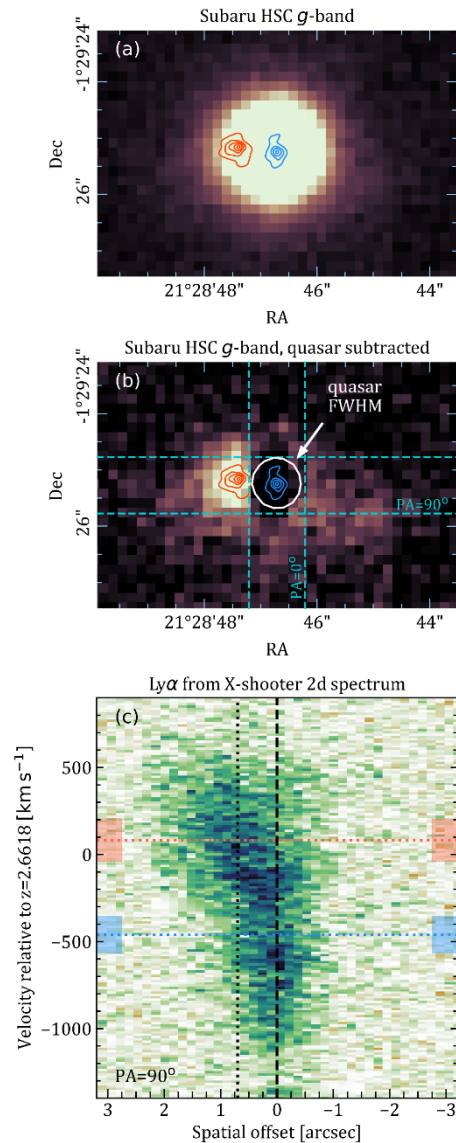 Subaru HSC g-band
(a)
-1°29'24"
26"
Dec
21°28'48" 46" 44"
RA
Subaru HSC g-band, quasar subtracted
(b)
quasar
FWHM
-1°29'24"
26"
Dec
PA=90°
PA=0°
21°28'48" 46" 44"
RA
Lyα from X-shooter 2d spectrum
(c)
500
0
−500
−1000
Velocity relative to z=2.6618 [km s⁻¹]
PA=90°
3 2 1 0 −1 −2 −3
Spatial offset [arcsec]